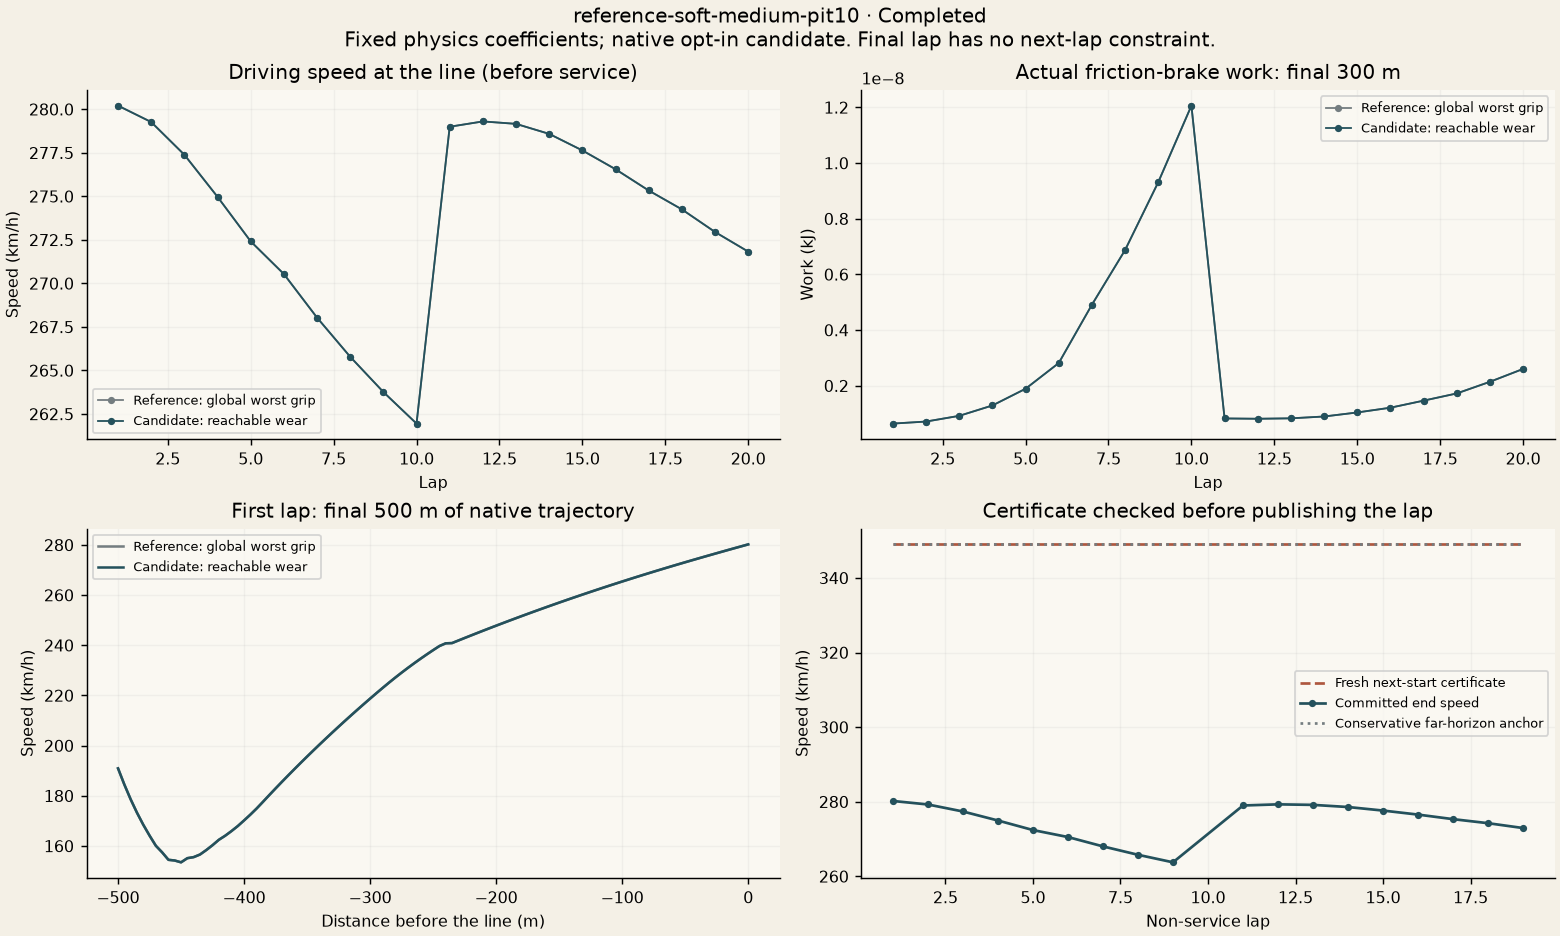 reference-soft-medium-pit10 · Completed
Fixed physics coefficients; native opt-in candidate. Final lap has no next-lap constraint.
Driving speed at the line (before service)
280.0
277.5
275.0
272.5
270.0
267.5
265.0
262.5
Speed (km/h)
Reference: global worst grip
Candidate: reachable wear
2.5 5.0 7.5 10.0 12.5 15.0 17.5 20.0
Lap
Actual friction-brake work: final 300 m
1e−8
1.2
1.0
0.8
0.6
0.4
0.2
Work (kJ)
Reference: global worst grip
Candidate: reachable wear
2.5 5.0 7.5 10.0 12.5 15.0 17.5 20.0
Lap
First lap: final 500 m of native trajectory
280
260
240
220
200
180
160
Speed (km/h)
Reference: global worst grip
Candidate: reachable wear
−500 −400 −300 −200 −100 0
Distance before the line (m)
Certificate checked before publishing the lap
340
320
300
280
260
Speed (km/h)
Fresh next-start certificate
Committed end speed
Conservative far-horizon anchor
2.5 5.0 7.5 10.0 12.5 15.0 17.5
Non-service lap